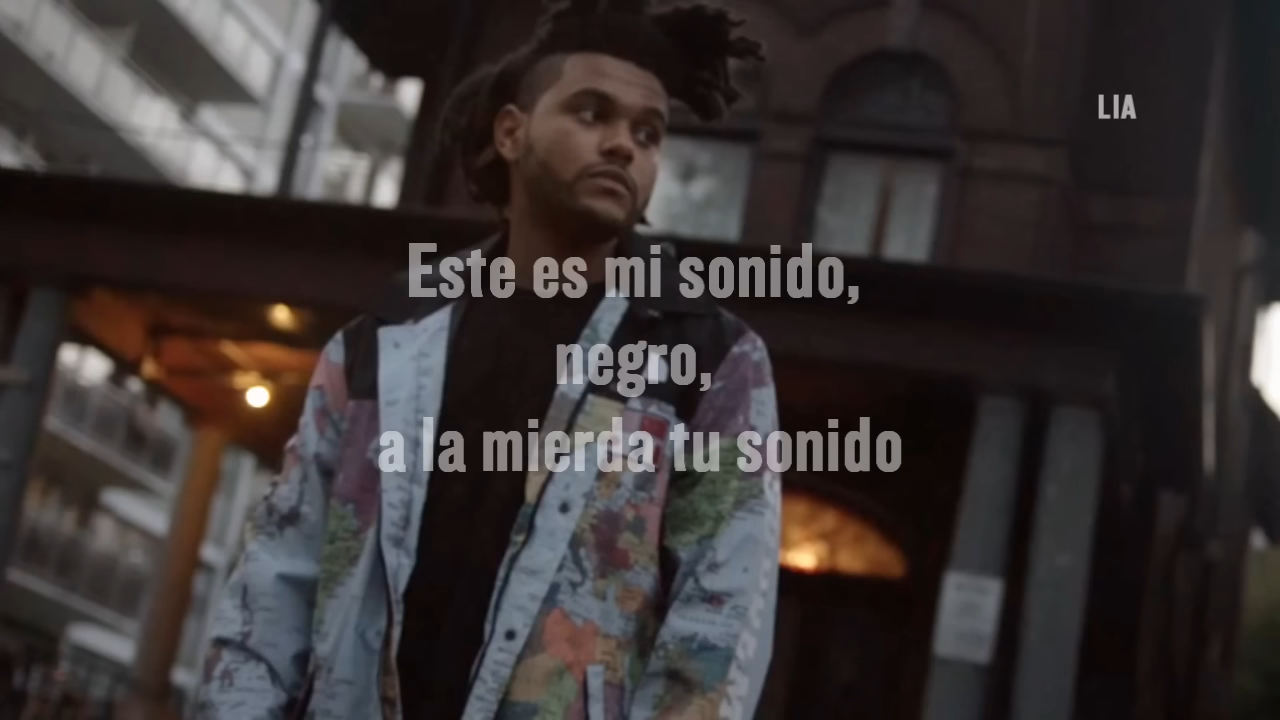 LIA
Este es mi sonido,
negro,
a la mierda tu sonido